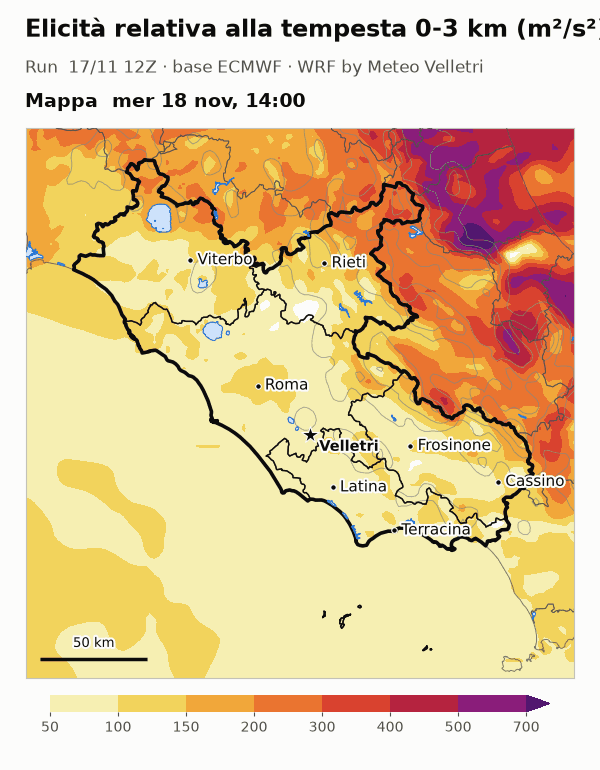 Elicità relativa alla tempesta 0-3 km (m²/s²)
Run  17/11 12Z · base ECMWF · WRF by Meteo Velletri
Mappa  mer 18 nov, 14:00
Viterbo
Rieti
Roma
Velletri
Frosinone
Cassino
Latina
Terracina
50 km
50 100 150 200 300 400 500 700